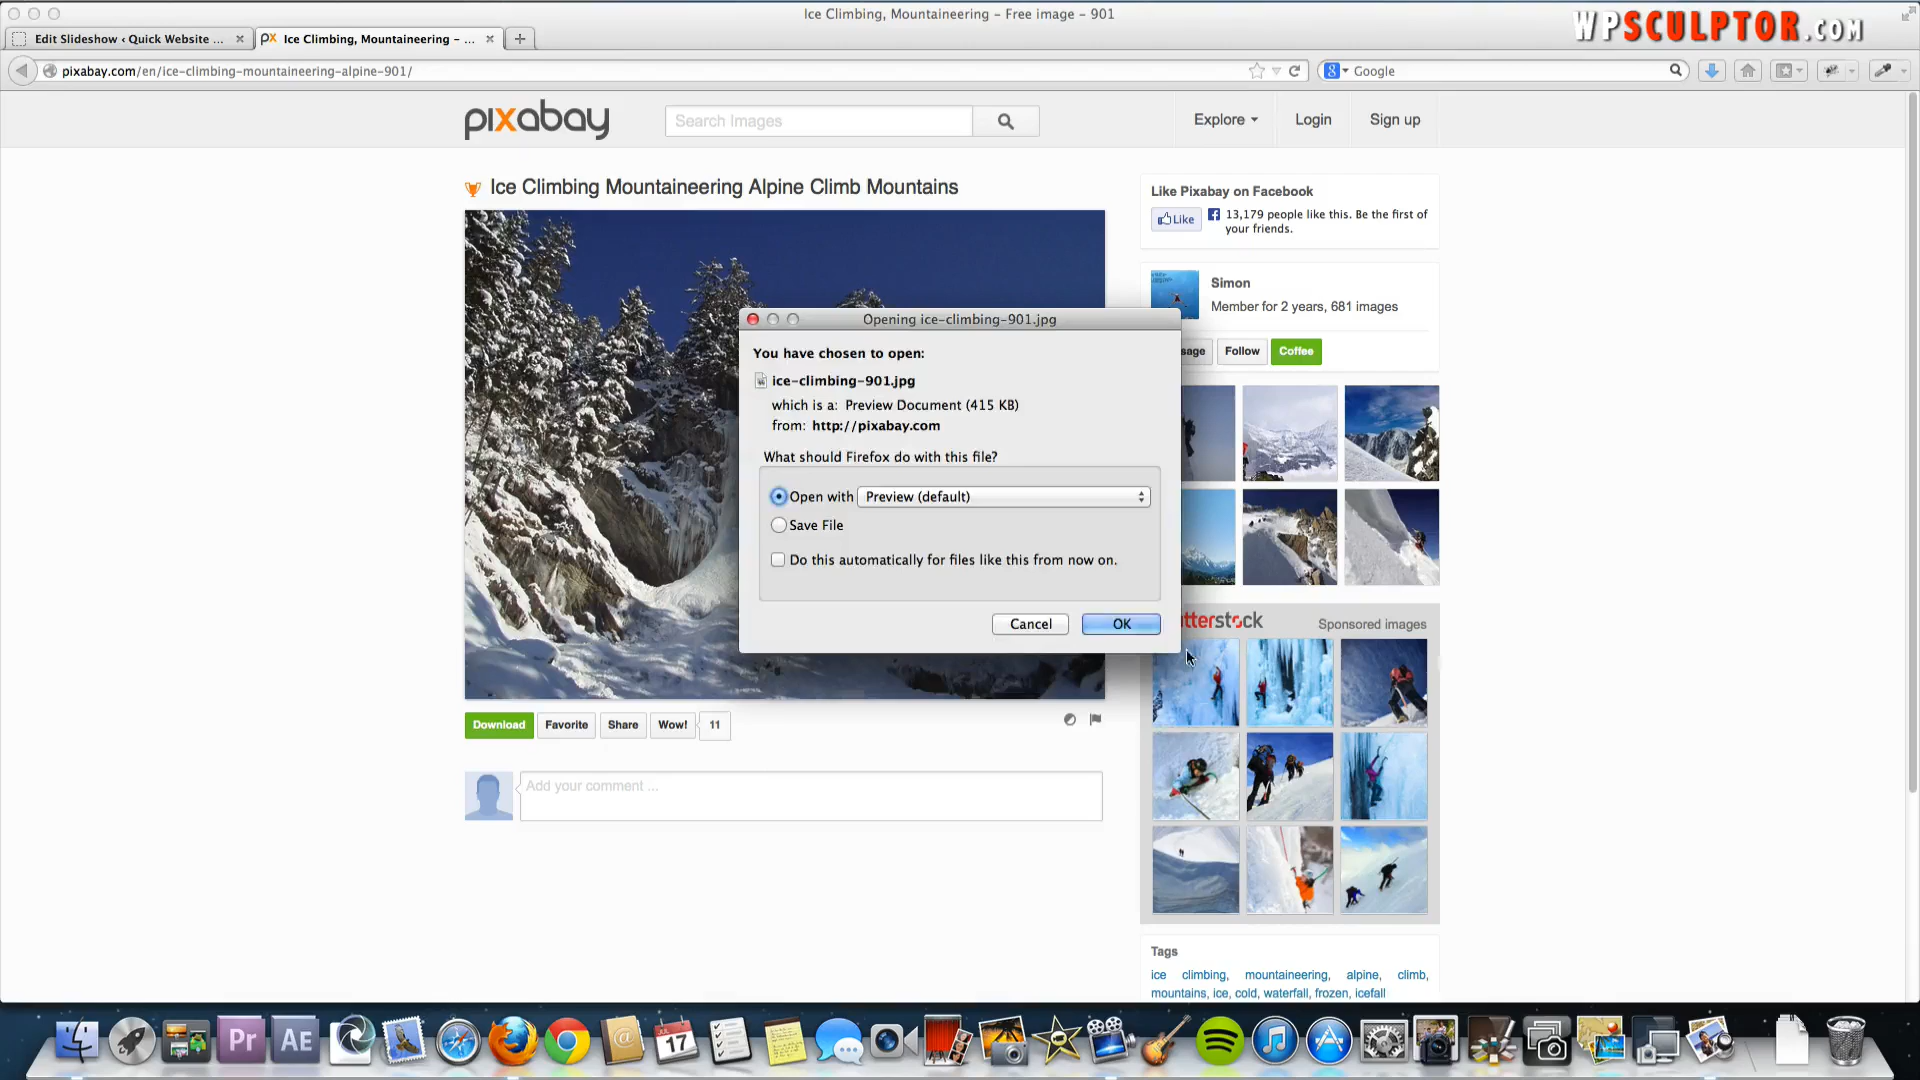 Ice Climbing, Mountaineering – Free image – 901
WPSCULPTOR.COM
Edit Slideshow ‹ Quick Website ...
px Ice Climbing, Mountaineering – ...
pixabay.com/en/ice-climbing-mountaineering-alpine-901/
8 Google
pixabay
Search Images
Explore
Login
Sign up
Ice Climbing Mountaineering Alpine Climb Mountains
Like Pixabay on Facebook
Like
13,179 people like this. Be the first of
your friends.
Simon
Member for 2 years, 681 images
sage
Follow
Coffee
Opening ice-climbing-901.jpg
You have chosen to open:
ice-climbing-901.jpg
which is a: Preview Document (415 KB)
from: http://pixabay.com
What should Firefox do with this file?
Open with Preview (default)
Save File
Do this automatically for files like this from now on.
Cancel
OK
tterstock
Sponsored images
Download
Favorite
Share
Wow!
11
Add your comment ...
Tags
ice climbing, mountaineering, alpine, climb,
mountains, ice, cold, waterfall, frozen, icefall
Pr
AE
JUL
17